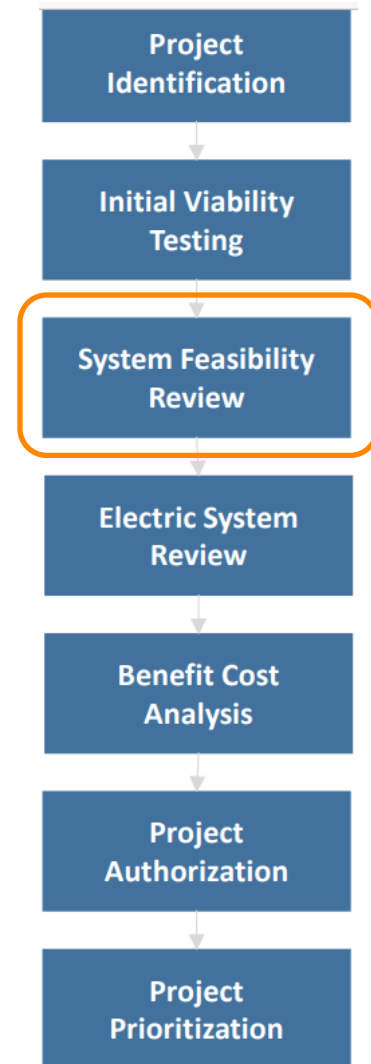 Project
Identification
Initial Viability
Testing
System Feasibility
Review
Electric System
Review
Benefit Cost
Analysis
Project
Authorization
Project
Prioritization